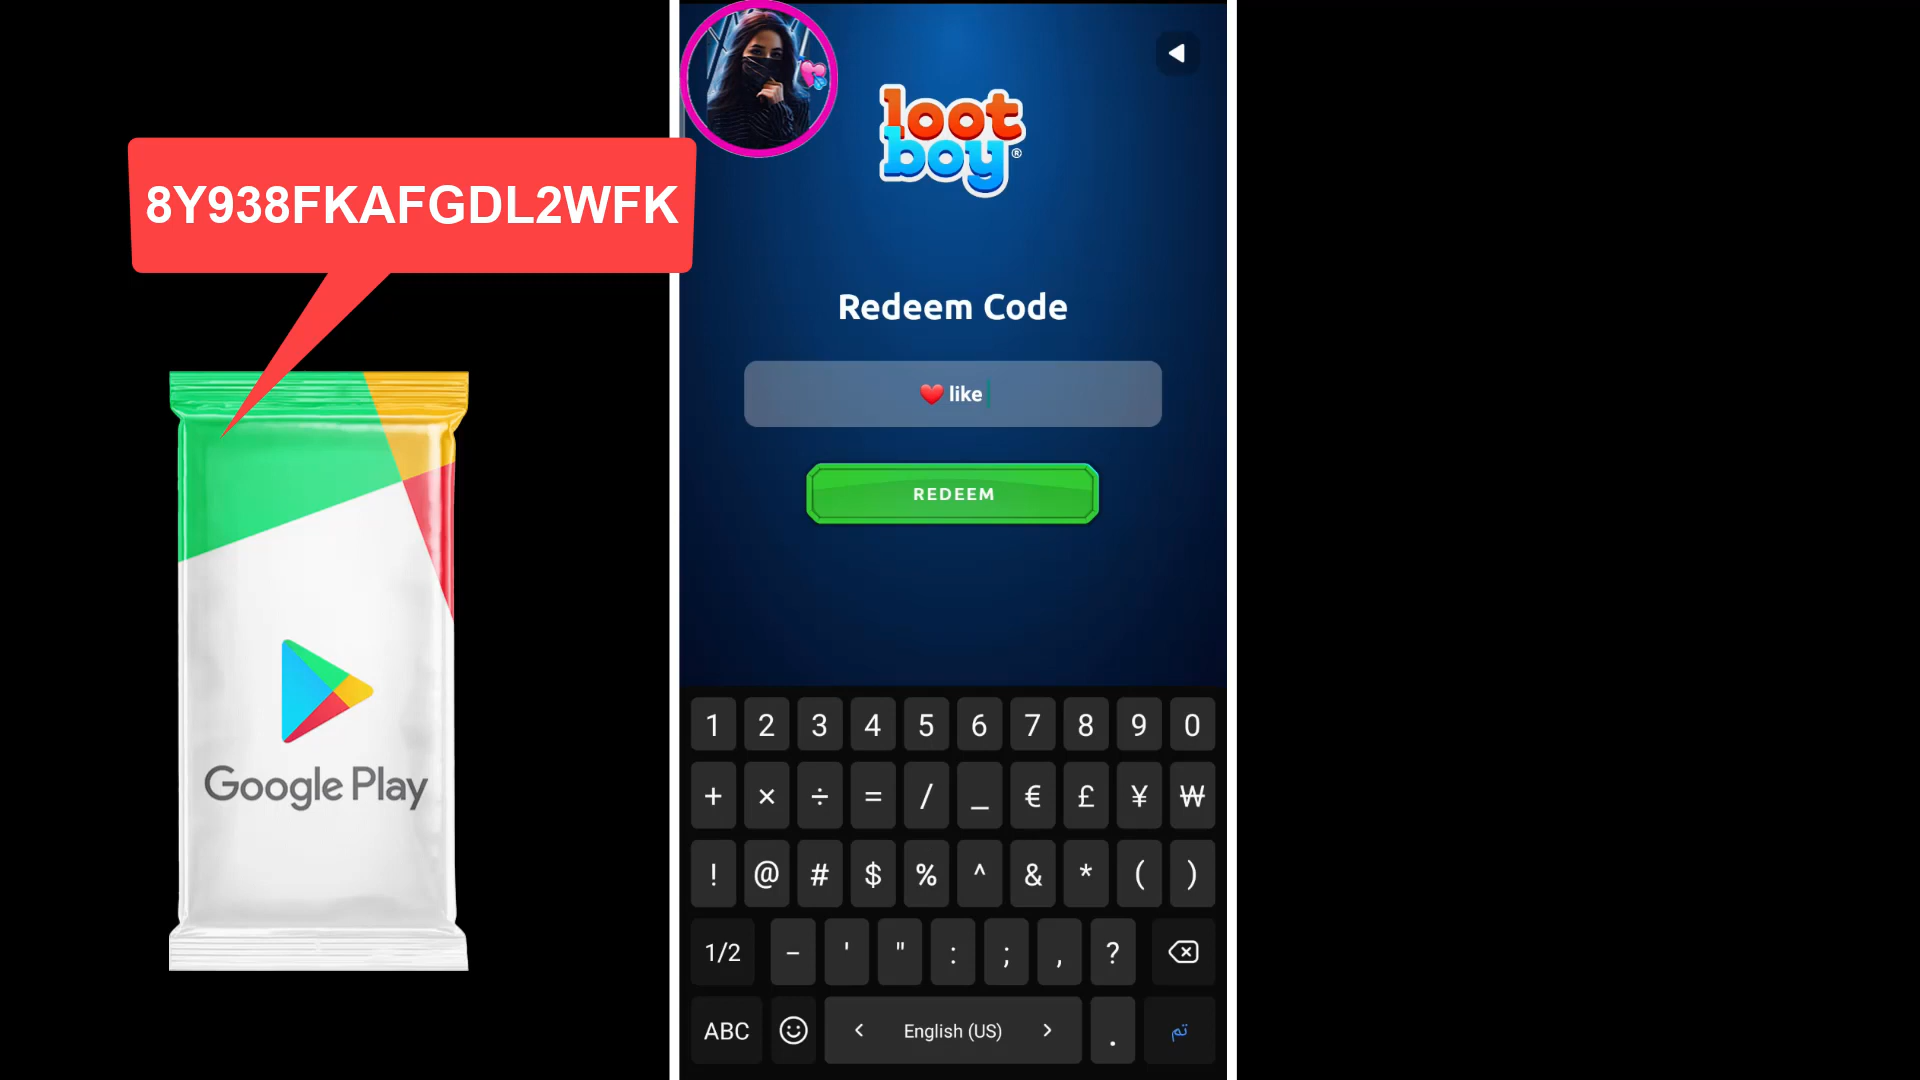 8Y938FKAFGDL2WFK
Google Play
loot
boy®
Redeem Code
❤️ like
REDEEM
1 2 3 4 5 6 7 8 9 0
+ × ÷ = / _ € £ ¥ ₩
! @ # $ % ^ & * ( )
1/2 - ' " : ; , ?
ABC < English (US) > . تم